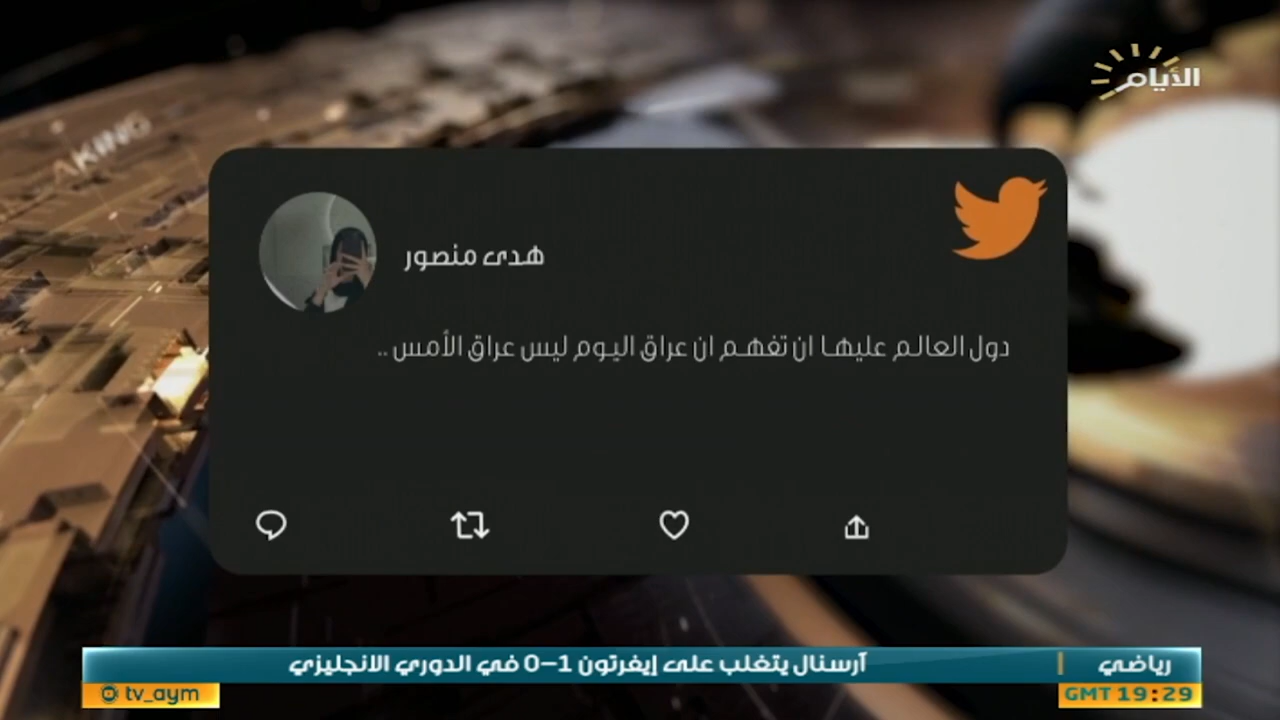 الأيام
AKING
هدى منصور
دول العالم عليها ان تفهم ان عراق اليوم ليس عراق الأمس ..
رياضي | آرسنال يتغلب على إيفرتون 1–0 في الدوري الانجليزي
tv_aym
GMT 19:29